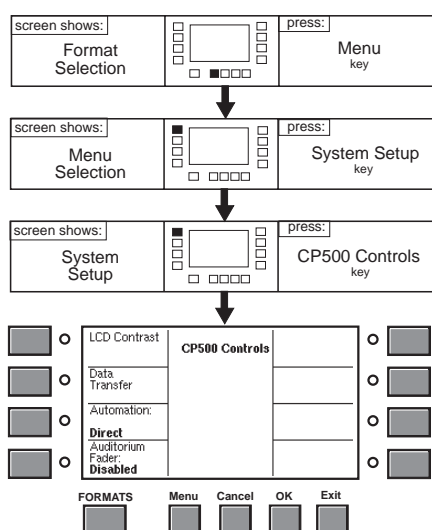 screen shows:
Format
Selection
press:
Menu
key
screen shows:
Menu
Selection
press:
System Setup
key
screen shows:
System
Setup
press:
CP500 Controls
key
LCD Contrast
CP500 Controls
Data
Transfer
Automation:
Direct
Auditorium
Fader:
Disabled
FORMATS
Menu
Cancel
OK
Exit